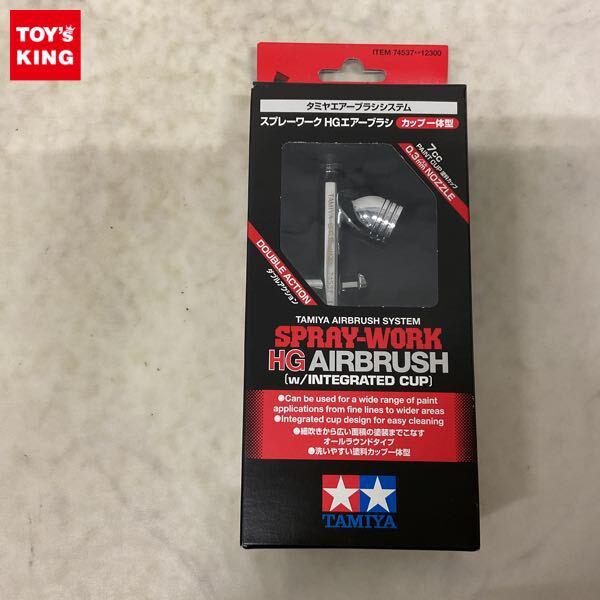 TOY'S
KING
ITEM 74537 12300
タミヤエアーブラシシステム
スプレーワーク HGエアーブラシ カップ一体型
7cc
PAINT CUP 塗料カップ
0.3mm NOZZLE
DOUBLE ACTION
ダブルアクション
TAMIYA AIRBRUSH SYSTEM
SPRAY-WORK
HG AIRBRUSH
(w/INTEGRATED CUP)
●Can be used for a wide range of paint
applications from fine lines to wider areas
●Integrated cup design for easy cleaning
●細吹きから広い面積の塗装までこなす
オールラウンドタイプ
●洗いやすい塗料カップ一体型
TAMIYA